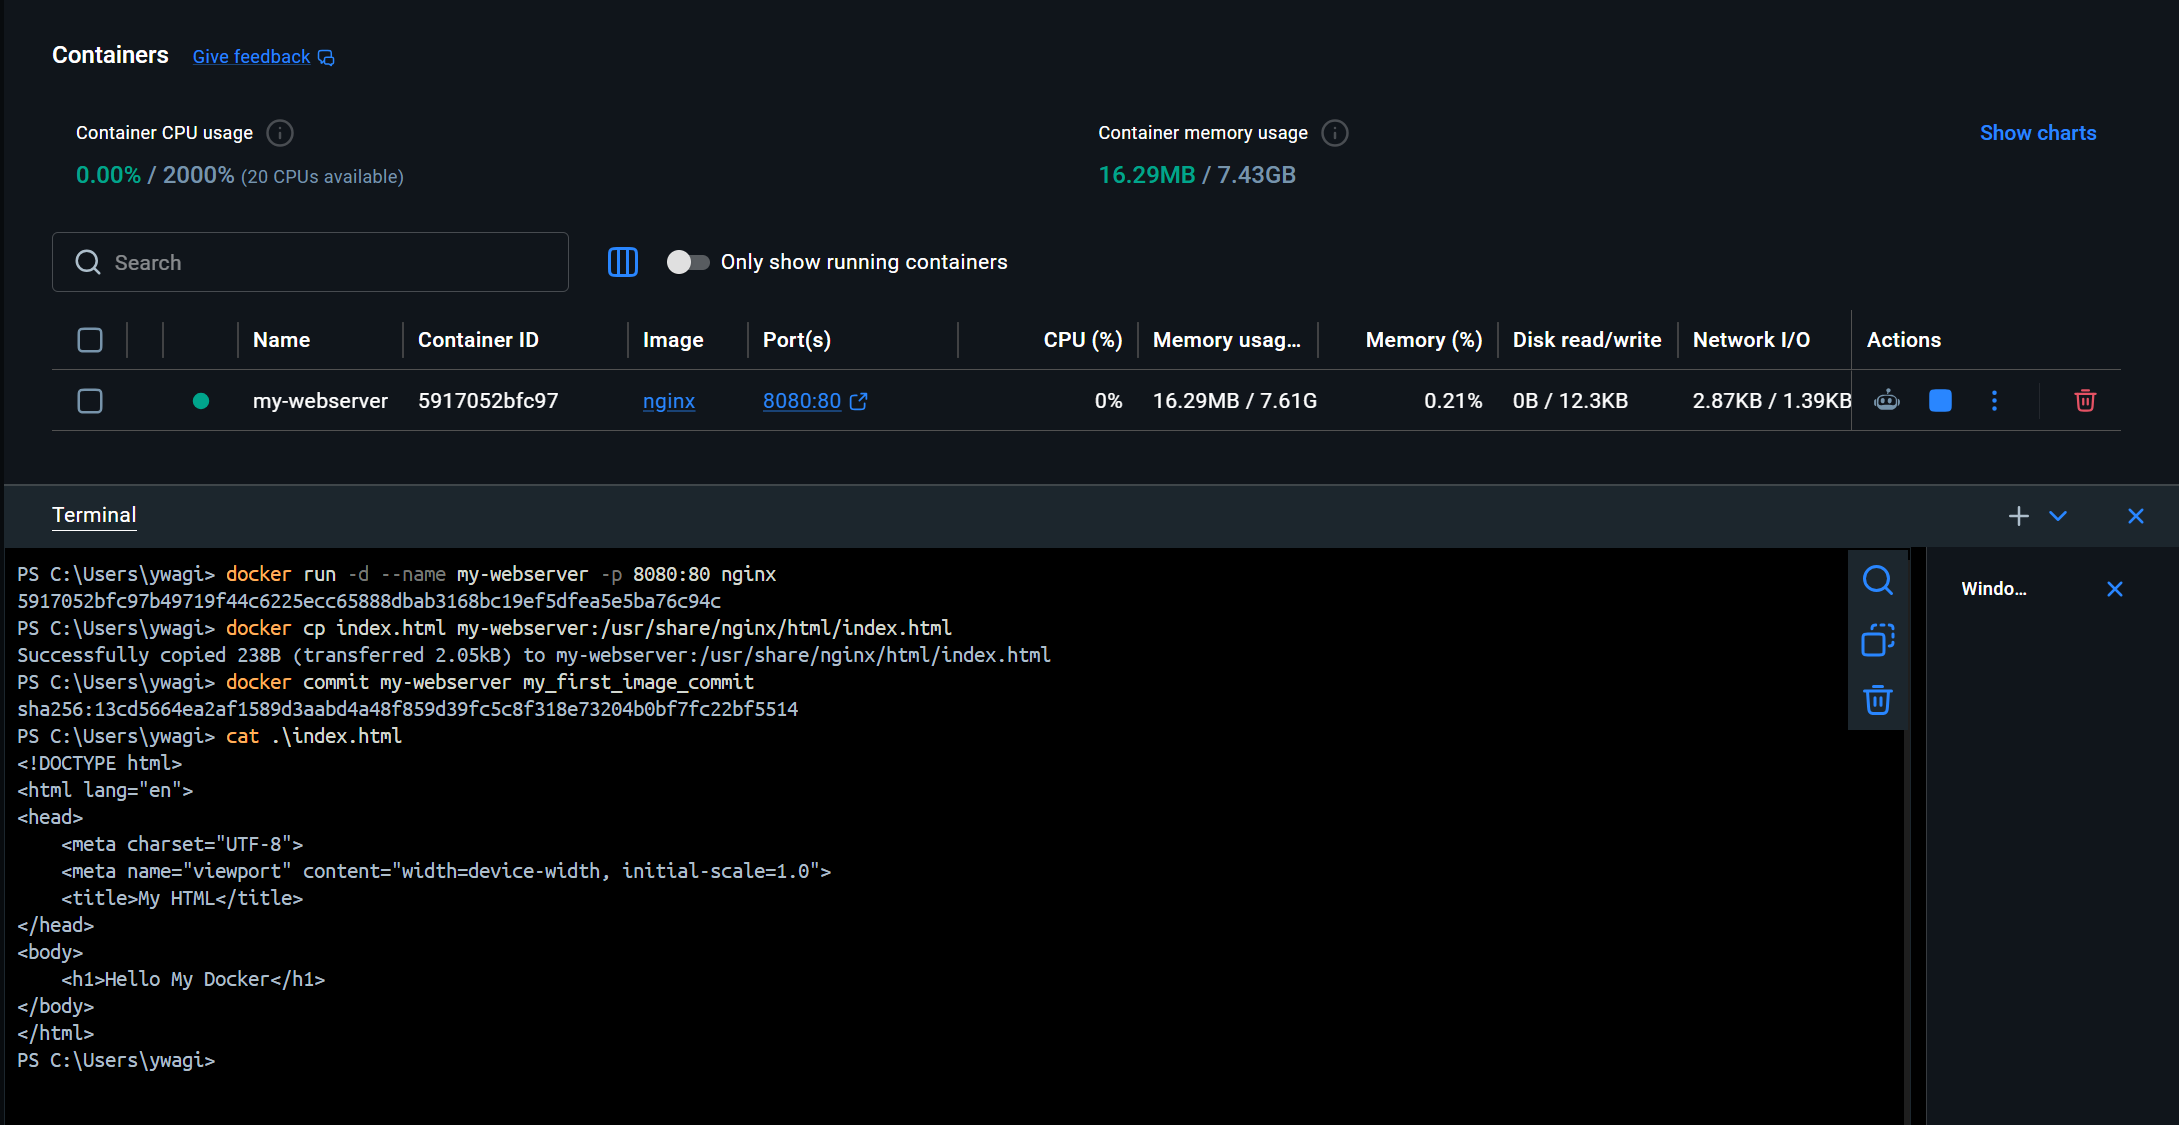 Containers Give feedback
Container CPU usage
0.00% / 2000% (20 CPUs available)
Container memory usage
16.29MB / 7.43GB
Show charts
Search
Only show running containers
Name Container ID Image Port(s) CPU (%) Memory usag... Memory (%) Disk read/write Network I/O Actions
my-webserver 5917052bfc97 nginx 8080:80 0% 16.29MB / 7.61G 0.21% 0B / 12.3KB 2.87KB / 1.39KB
Terminal
PS C:\Users\ywagi> docker run -d --name my-webserver -p 8080:80 nginx
5917052bfc97b49719f44c6225ecc65888dbab3168bc19ef5dfea5e5ba76c94c
PS C:\Users\ywagi> docker cp index.html my-webserver:/usr/share/nginx/html/index.html
Successfully copied 238B (transferred 2.05kB) to my-webserver:/usr/share/nginx/html/index.html
PS C:\Users\ywagi> docker commit my-webserver my_first_image_commit
sha256:13cd5664ea2af1589d3aabd4a48f859d39fc5c8f318e73204b0bf7fc22bf5514
PS C:\Users\ywagi> cat .\index.html
<!DOCTYPE html>
<html lang="en">
<head>
    <meta charset="UTF-8">
    <meta name="viewport" content="width=device-width, initial-scale=1.0">
    <title>My HTML</title>
</head>
<body>
    <h1>Hello My Docker</h1>
</body>
</html>
PS C:\Users\ywagi>
Windo...